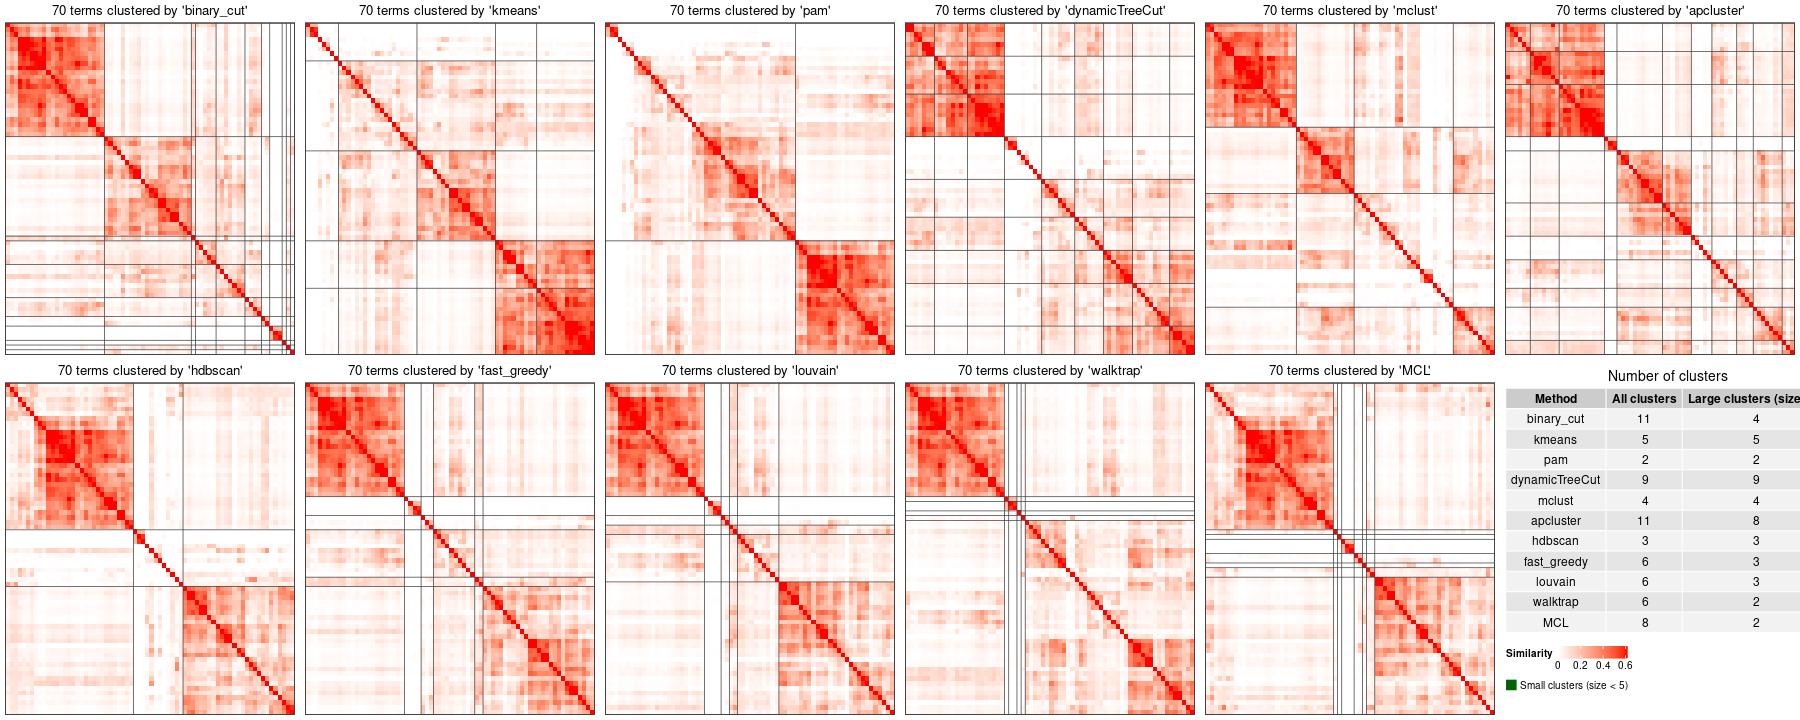 70 terms clustered by 'binary_cut'
70 terms clustered by 'kmeans'
70 terms clustered by 'pam'
70 terms clustered by 'dynamicTreeCut'
70 terms clustered by 'mclust'
70 terms clustered by 'apcluster'
70 terms clustered by 'hdbscan'
70 terms clustered by 'fast_greedy'
70 terms clustered by 'louvain'
70 terms clustered by 'walktrap'
70 terms clustered by 'MCL'
Number of clusters
Method All clusters Large clusters (size
binary_cut 11 4
kmeans 5 5
pam 2 2
dynamicTreeCut 9 9
mclust 4 4
apcluster 11 8
hdbscan 3 3
fast_greedy 6 3
louvain 6 3
walktrap 6 2
MCL 8 2
Similarity
0 0.2 0.4 0.6
Small clusters (size < 5)